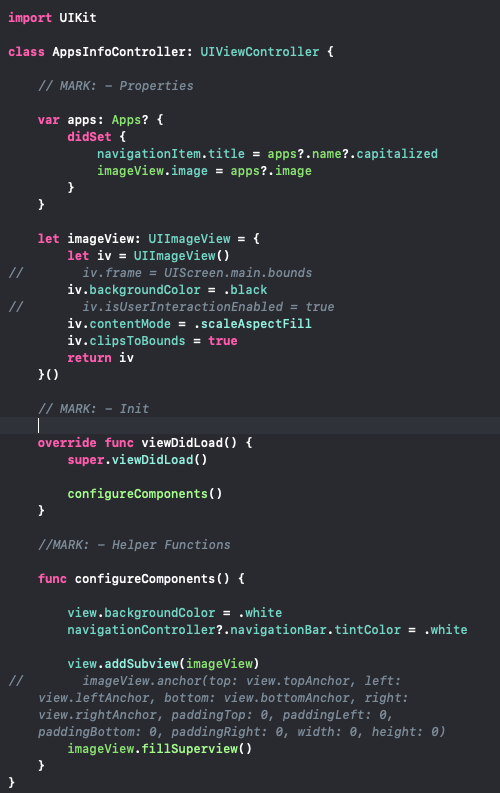 import UIKit
class AppsInfoController: UIViewController {
    // MARK: - Properties
    var apps: Apps? {
        didSet {
            navigationItem.title = apps?.name?.capitalized
            imageView.image = apps?.image
        }
    }
    let imageView: UIImageView = {
        let iv = UIImageView()
//        iv.frame = UIScreen.main.bounds
        iv.backgroundColor = .black
//        iv.isUserInteractionEnabled = true
        iv.contentMode = .scaleAspectFill
        iv.clipsToBounds = true
        return iv
    }()
    // MARK: - Init
    override func viewDidLoad() {
        super.viewDidLoad()
        configureComponents()
    }
    //MARK: - Helper Functions
    func configureComponents() {
        view.backgroundColor = .white
        navigationController?.navigationBar.tintColor = .white
        view.addSubview(imageView)
//        imageView.anchor(top: view.topAnchor, left:
    view.leftAnchor, bottom: view.bottomAnchor, right:
    view.rightAnchor, paddingTop: 0, paddingLeft: 0,
    paddingBottom: 0, paddingRight: 0, width: 0, height: 0)
        imageView.fillSuperview()
    }
}